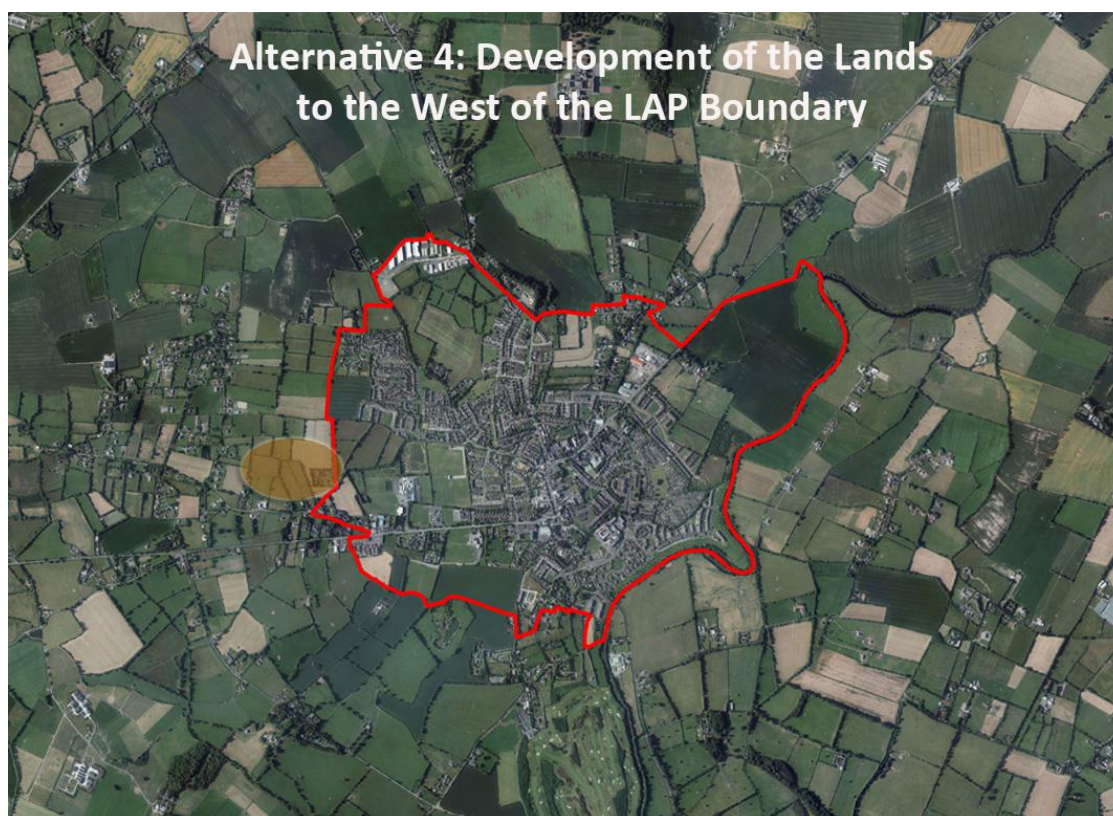 Alternative 4: Development of the Lands
to the West of the LAP Boundary